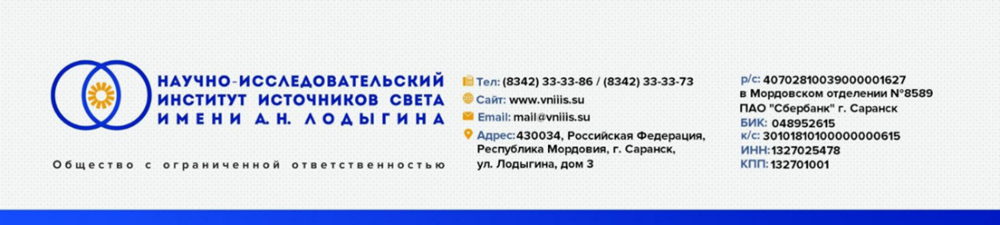 НАУЧНО-ИССЛЕДОВАТЕЛЬСКИЙ
ИНСТИТУТ ИСТОЧНИКОВ СВЕТА
ИМЕНИ А.Н. ЛОДЫГИНА
Общество с ограниченной ответственностью
Тел: (8342) 33-33-86 / (8342) 33-33-73
Сайт: www.vniiis.su
Email: mail@vniiis.su
Адрес: 430034, Российская Федерация,
Республика Мордовия, г. Саранск,
ул. Лодыгина, дом 3
р/с: 40702810039000001627
в Мордовском отделении №8589
ПАО "Сбербанк" г. Саранск
БИК: 048952615
к/с: 30101810100000000615
ИНН: 1327025478
КПП: 132701001